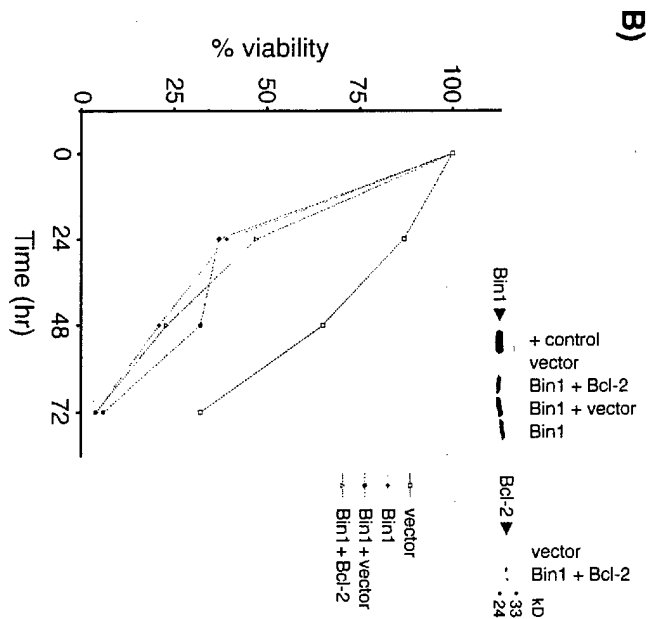 B)
% viability
0
25
50
75
100
0
24
48
72
Time (hr)
Bin1
+ control
vector
Bin1 + Bcl-2
Bin1 + vector
Bin1
Bcl-2
vector
Bin1 + Bcl-2
kD
33
24
vector
Bin1
Bin1 + vector
Bin1 + Bcl-2